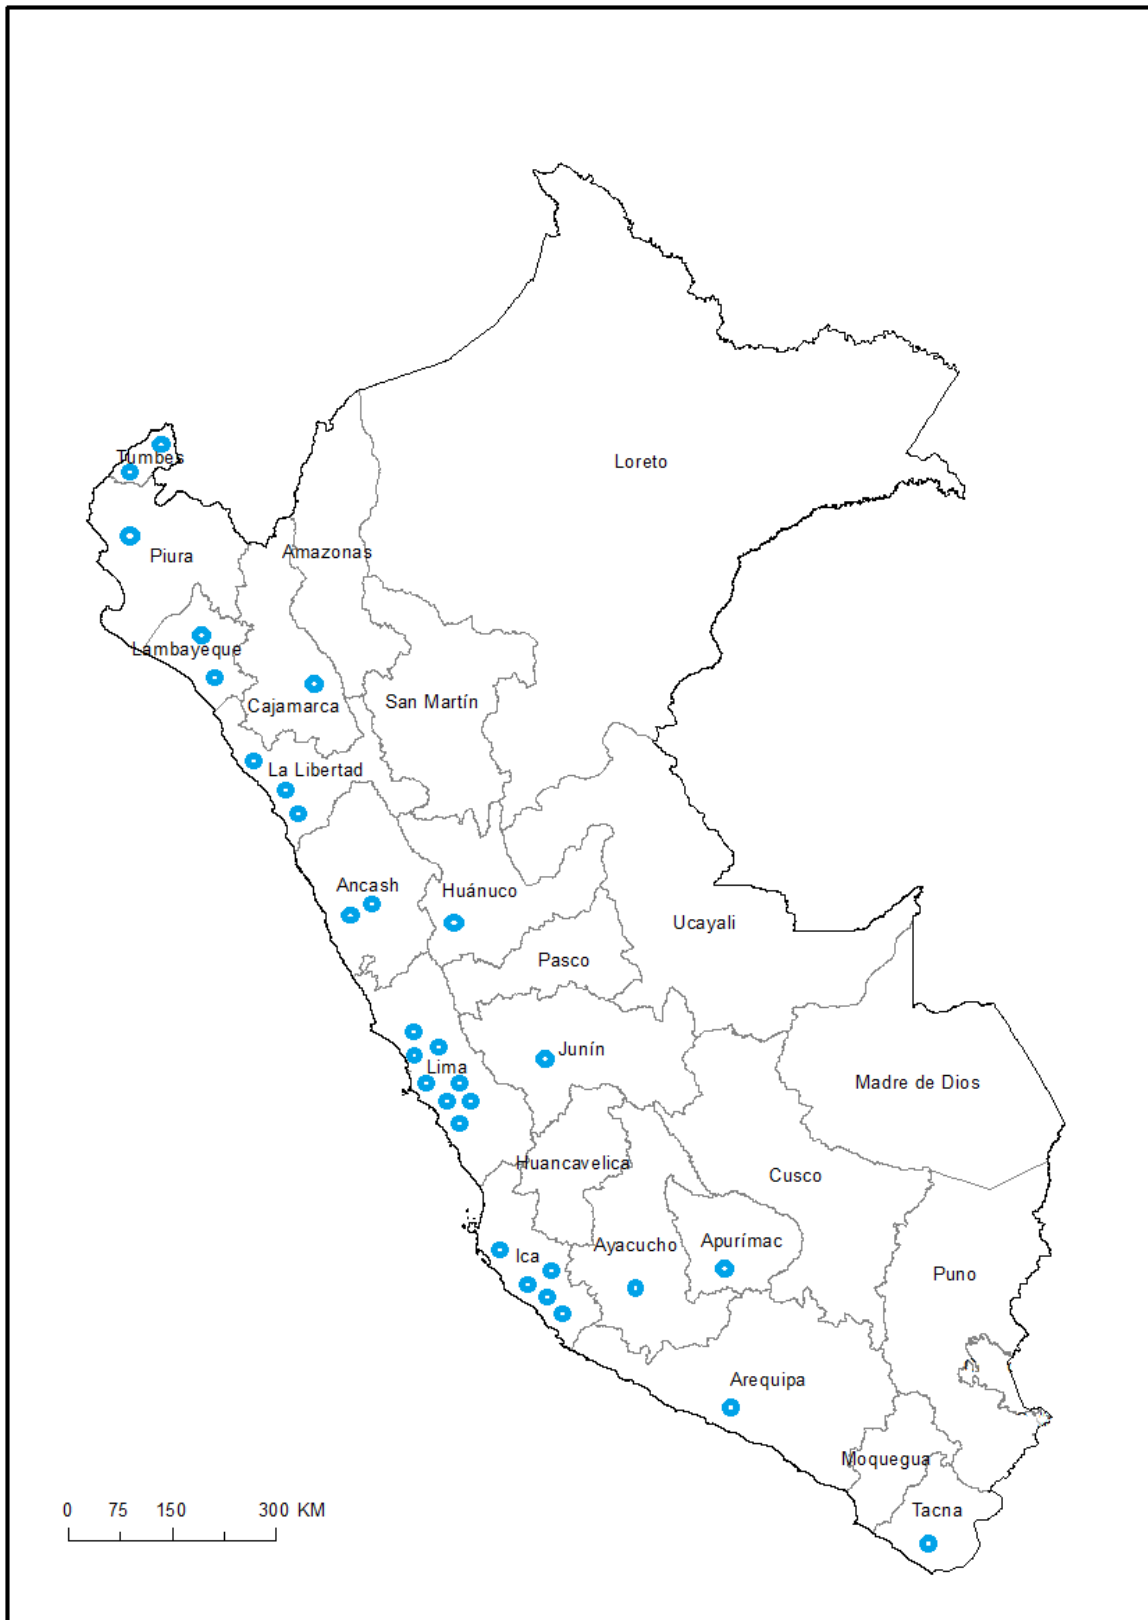 Loreto
Tumbes
Amazonas
Piura
Lambayeque
San Martín
Cajamarca
La Libertad
Ancash
Huánuco
Ucayali
Pasco
Junín
Lima
Madre de Dios
Huancavelica
Cusco
Apurímac
Ayacucho
Ica
Puno
Arequipa
Moquegua
Tacna
0 75 150 300 KM